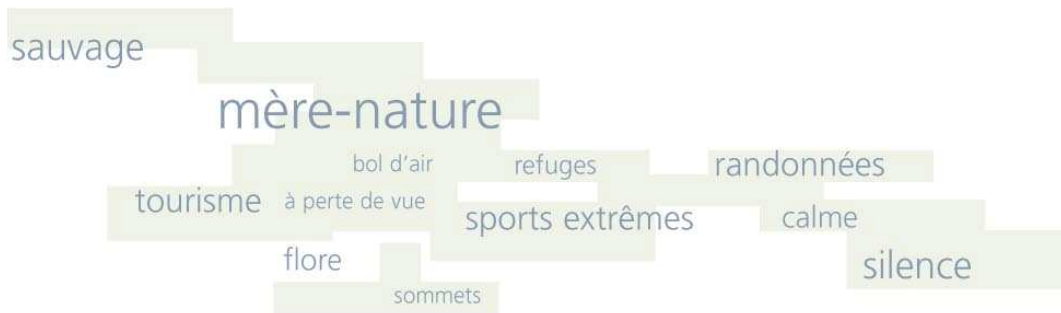 sauvage
mère-nature
bol d'air refuges randonnées
tourisme à perte de vue sports extrêmes calme
flore silence
sommets